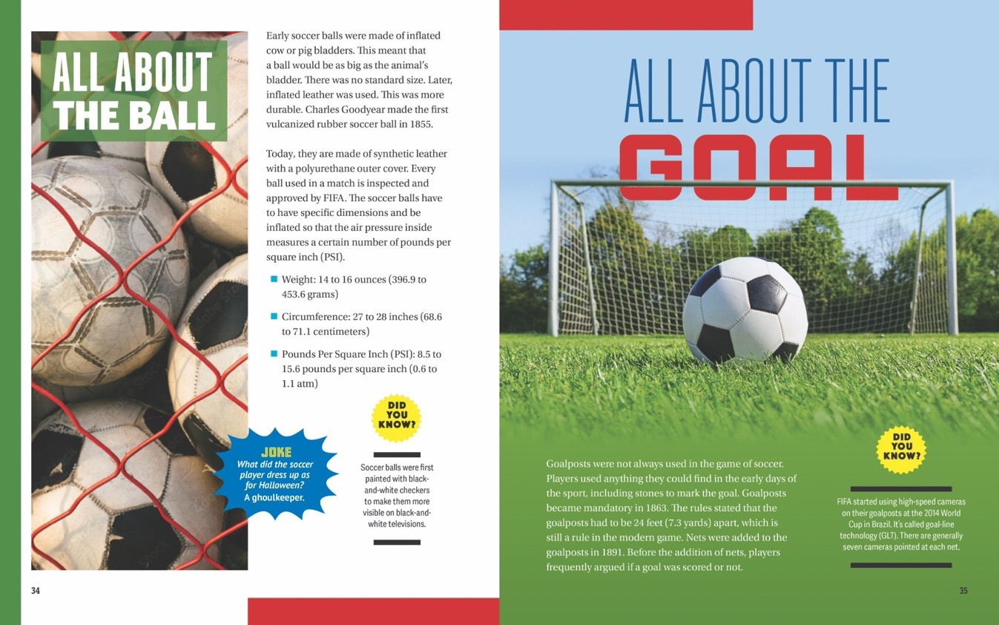 ALL ABOUT
THE BALL
Early soccer balls were made of inflated
cow or pig bladders. This meant that
a ball would be as big as the animal’s
bladder. There was no standard size. Later,
inflated leather was used. This was more
durable. Charles Goodyear made the first
vulcanized rubber soccer ball in 1855.
Today, they are made of synthetic leather
with a polyurethane outer cover. Every
ball used in a match is inspected and
approved by FIFA. The soccer balls have
to have specific dimensions and be
inflated so that the air pressure inside
measures a certain number of pounds per
square inch (PSI).
Weight: 14 to 16 ounces (396.9 to
453.6 grams)
Circumference: 27 to 28 inches (68.6
to 71.1 centimeters)
Pounds Per Square Inch (PSI): 8.5 to
15.6 pounds per square inch (0.6 to
1.1 atm)
JOKE
What did the soccer
player dress up as
for Halloween?
A ghoulkeeper.
DID
YOU
KNOW?
Soccer balls were first
painted with black-
and-white checkers
to make them more
visible on black-and-
white televisions.
34
ALL ABOUT THE
GOAL
Goalposts were not always used in the game of soccer.
Players used anything they could find in the early days of
the sport, including stones to mark the goal. Goalposts
became mandatory in 1863. The rules stated that the
goalposts had to be 24 feet (7.3 yards) apart, which is
still a rule in the modern game. Nets were added to the
goalposts in 1891. Before the addition of nets, players
frequently argued if a goal was scored or not.
DID
YOU
KNOW?
FIFA started using high-speed cameras
on their goalposts at the 2014 World
Cup in Brazil. It’s called goal-line
technology (GLT). There are generally
seven cameras pointed at each net.
35